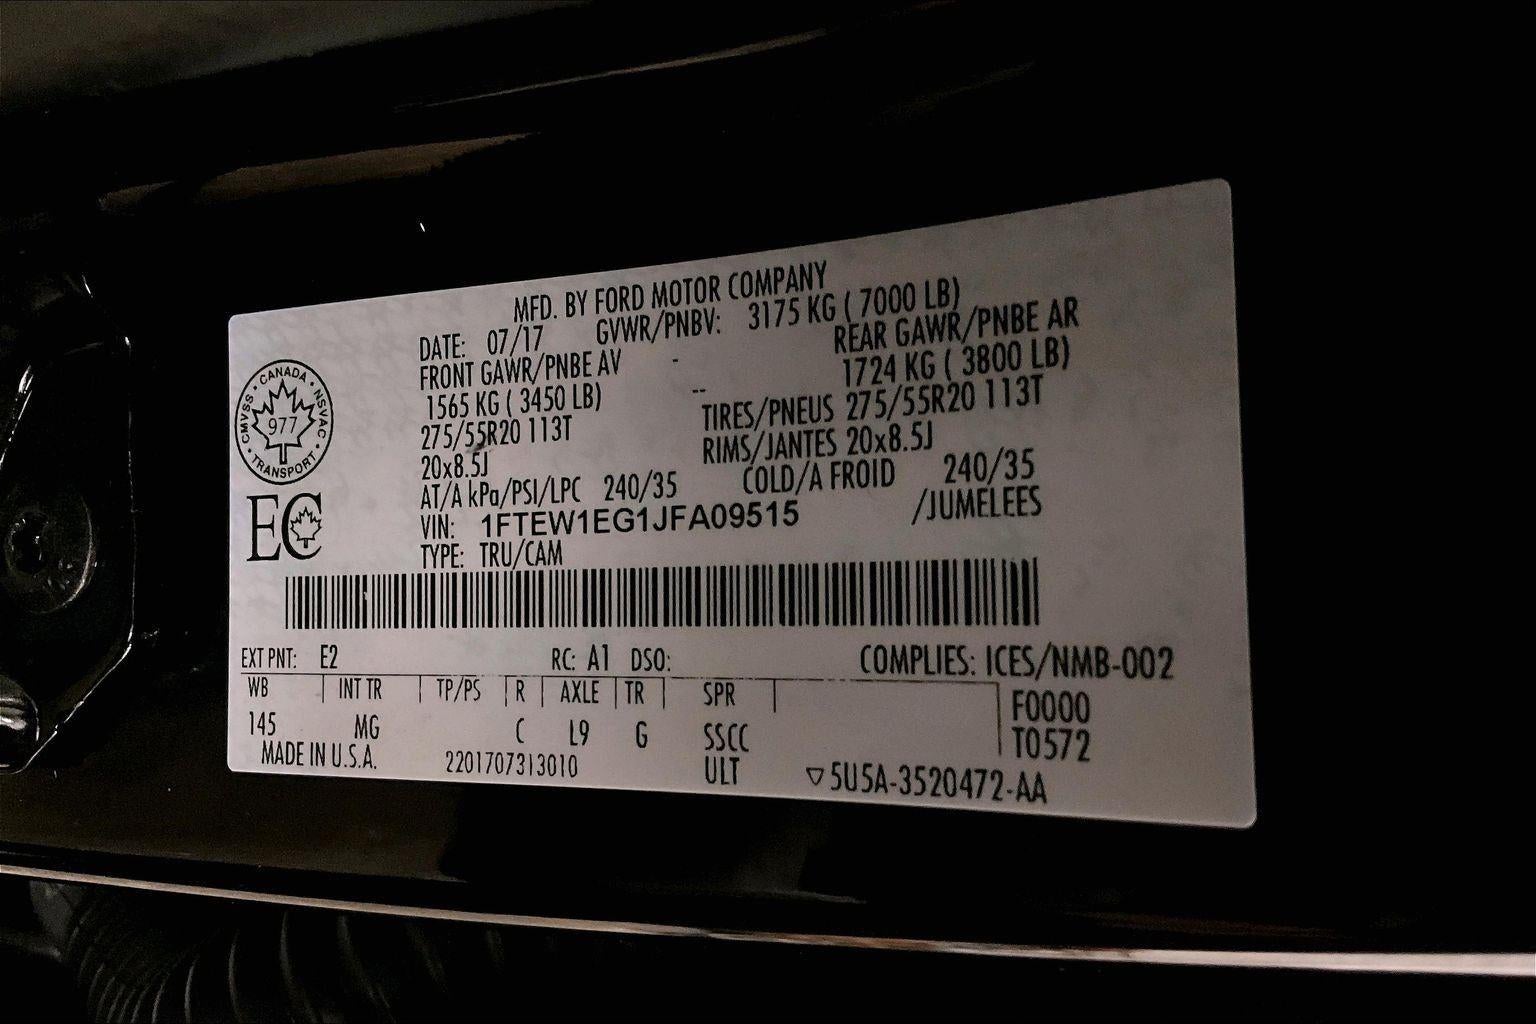 MFD. BY FORD MOTOR COMPANY
DATE: 07/17 GVWR/PNBV: 3175 KG ( 7000 LB)
FRONT GAWR/PNBE AV - REAR GAWR/PNBE AR
1565 KG ( 3450 LB) -- 1724 KG ( 3800 LB)
275/55R20 113T TIRES/PNEUS 275/55R20 113T
20x8.5J RIMS/JANTES 20x8.5J
AT/A kPa/PSI/LPC 240/35 COLD/A FROID 240/35
VIN: 1FTEW1EG1JFA09515 /JUMELEES
TYPE: TRU/CAM
CANADA • NSVAC • TRANSPORT • CMVSS •
977
EC
EXT PNT: E2 RC: A1 DSO: COMPLIES: ICES/NMB-002
WB INT TR TP/PS R AXLE TR SPR F0000
145 MG C L9 G SSCC T0572
MADE IN U.S.A. 2201707313010 ULT ▽5U5A-3520472-AA